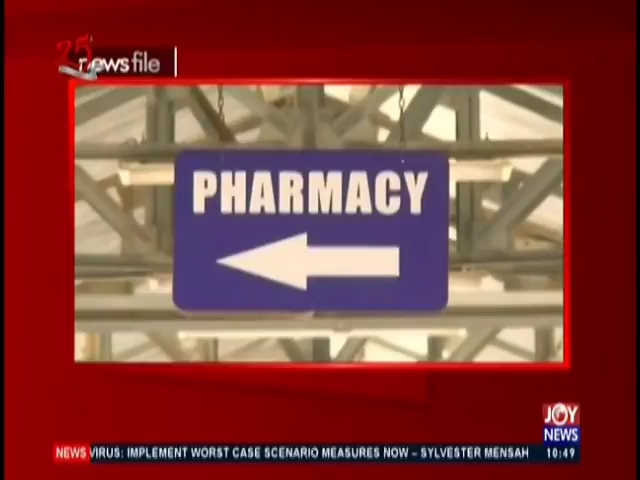 25
newsfile
PHARMACY
JOY
NEWS
NEWS VIRUS: IMPLEMENT WORST CASE SCENARIO MEASURES NOW – SYLVESTER MENSAH 10:49